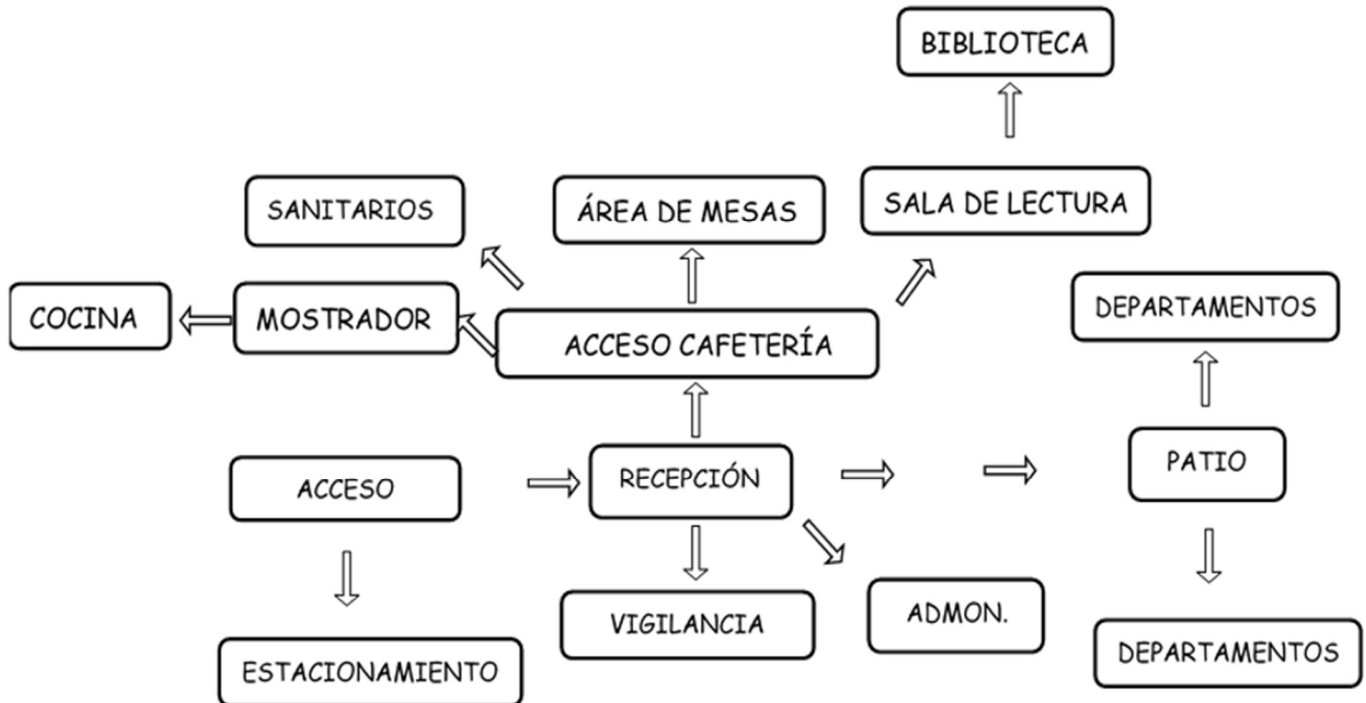 BIBLIOTECA
SANITARIOS
ÁREA DE MESAS
SALA DE LECTURA
COCINA
MOSTRADOR
ACCESO CAFETERÍA
DEPARTAMENTOS
ACCESO
RECEPCIÓN
PATIO
ESTACIONAMIENTO
VIGILANCIA
ADMON.
DEPARTAMENTOS